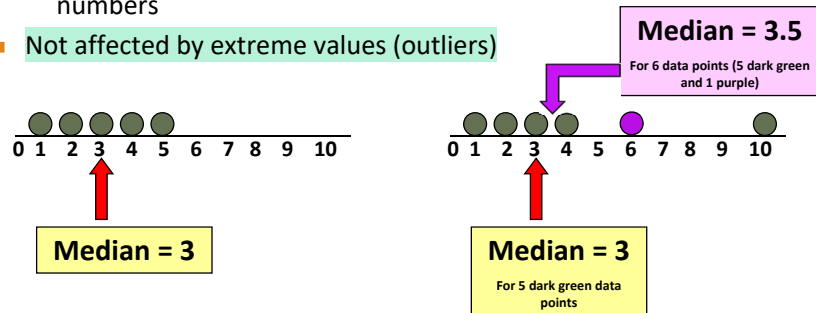 numbers
Not affected by extreme values (outliers)
Median = 3.5
For 6 data points (5 dark green
and 1 purple)
0 1 2 3 4 5 6 7 8 9 10
0 1 2 3 4 5 6 7 8 9 10
Median = 3
Median = 3
For 5 dark green data
points